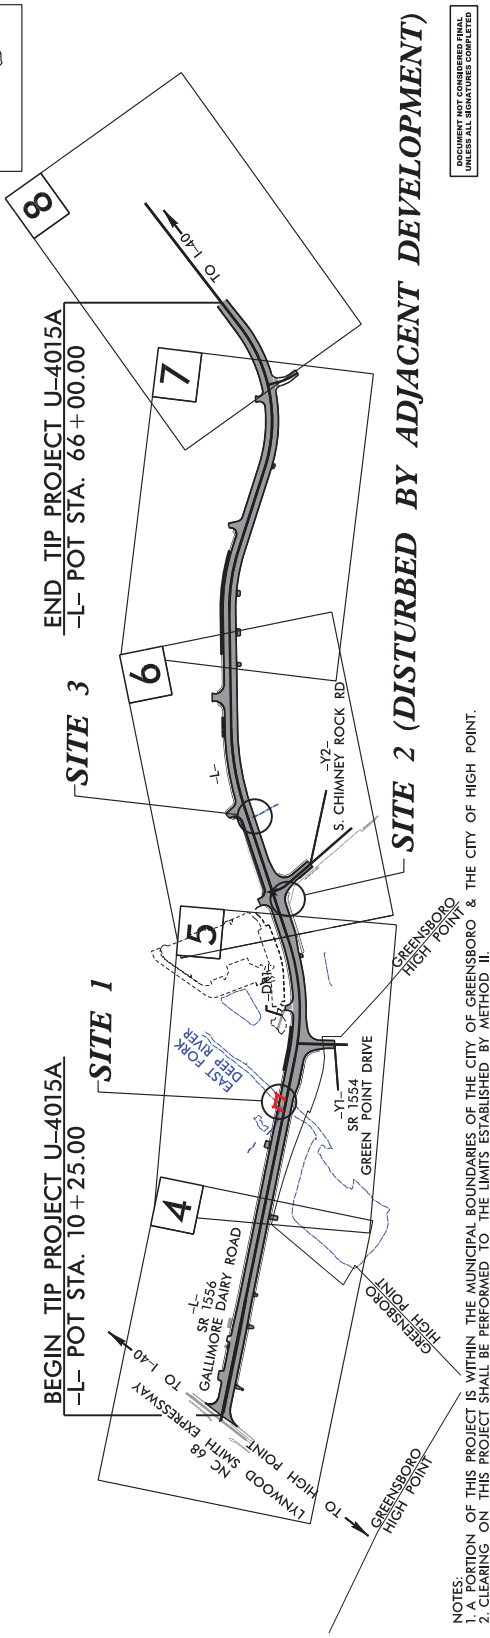 BEGIN TIP PROJECT U-4015A
-L- POT STA. 10+25.00
SITE 1
SITE 3
END TIP PROJECT U-4015A
-L- POT STA. 66+00.00
4
5
6
7
8
TO I-40
TO I-40
NC 68
LYNWOOD SMITH EXPRESSWAY
TO HIGH POINT
-L-
SR 1556
GALLIMORE DAIRY ROAD
EAST FORK
DEEP RIVER
-DR1-
-L-
-Y1-
SR 1554
GREEN POINT DRIVE
-Y2-
S. CHIMNEY ROCK RD
GREENSBORO
HIGH POINT
GREENSBORO
HIGH POINT
GREENSBORO
HIGH POINT
SITE 2 (DISTURBED BY ADJACENT DEVELOPMENT)
NOTES:
1. A PORTION OF THIS PROJECT IS WITHIN THE MUNICIPAL BOUNDARIES OF THE CITY OF GREENSBORO & THE CITY OF HIGH POINT.
2. CLEARING ON THIS PROJECT SHALL BE PERFORMED TO THE LIMITS ESTABLISHED BY METHOD II.
DOCUMENT NOT CONSIDERED FINAL
UNLESS ALL SIGNATURES COMPLETED